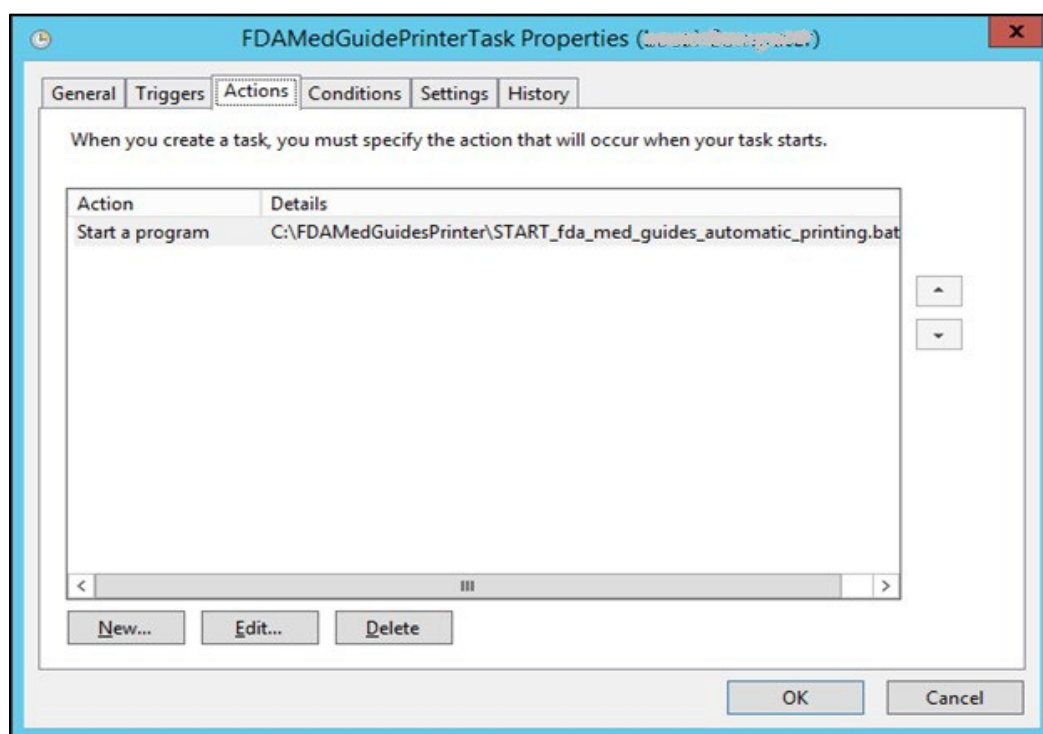 FDAMedGuidePrinterTask Properties (
x
General Triggers Actions Conditions Settings History
When you create a task, you must specify the action that will occur when your task starts.
Action Details
Start a program C:\FDAMedGuidesPrinter\START_fda_med_guides_automatic_printing.bat
New... Edit... Delete
OK Cancel